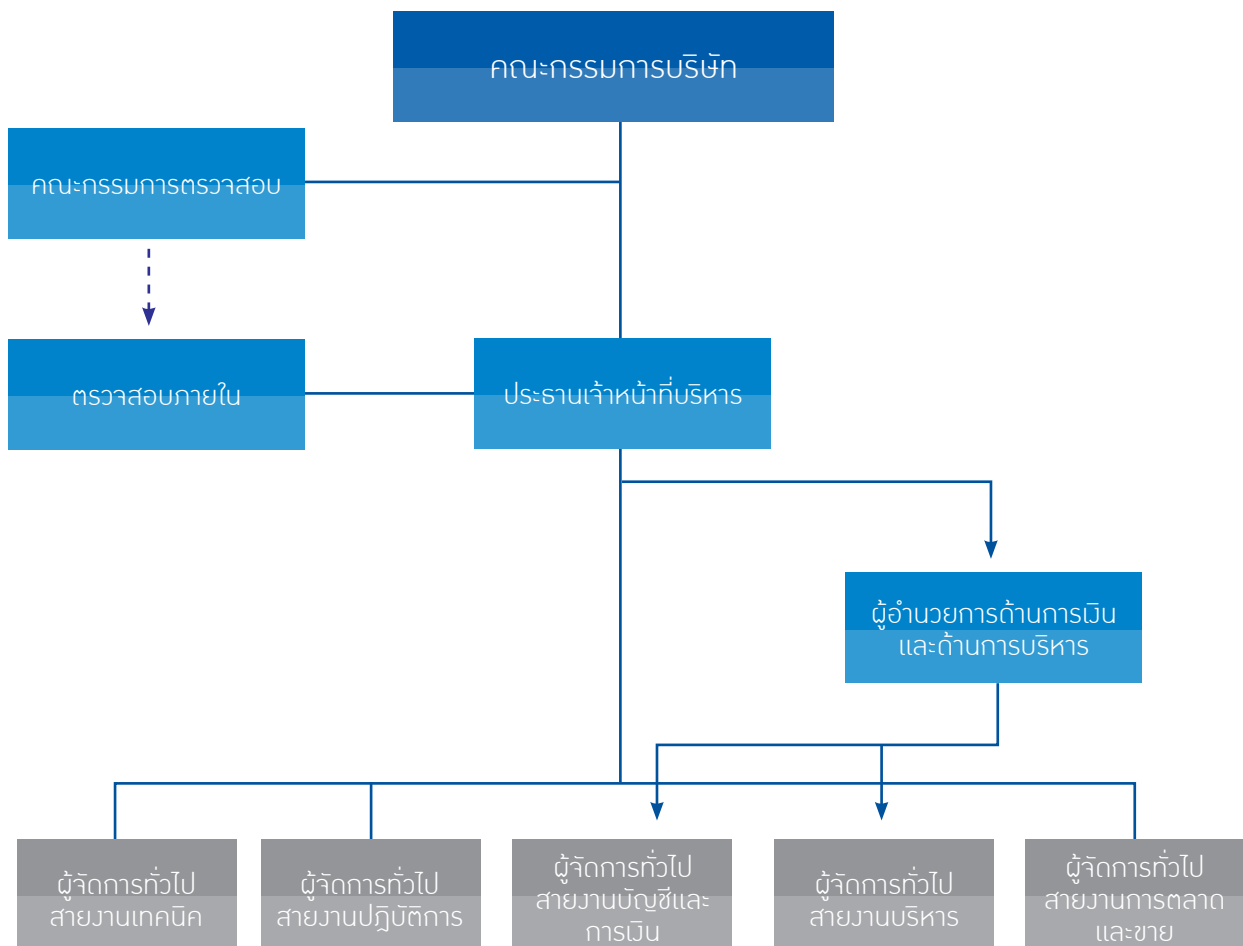 คณะกรรมการบริษัท
คณะกรรมการตรวจสอบ
ตรวจสอบภายใน
ประธานเจ้าหน้าที่บริหาร
ผู้อำนวยการด้านการเงิน
และด้านการบริหาร
ผู้จัดการทั่วไป
สายงานเทคนิค
ผู้จัดการทั่วไป
สายงานปฏิบัติการ
ผู้จัดการทั่วไป
สายงานบัญชีและ
การเงิน
ผู้จัดการทั่วไป
สายงานบริหาร
ผู้จัดการทั่วไป
สายงานการตลาด
และขาย